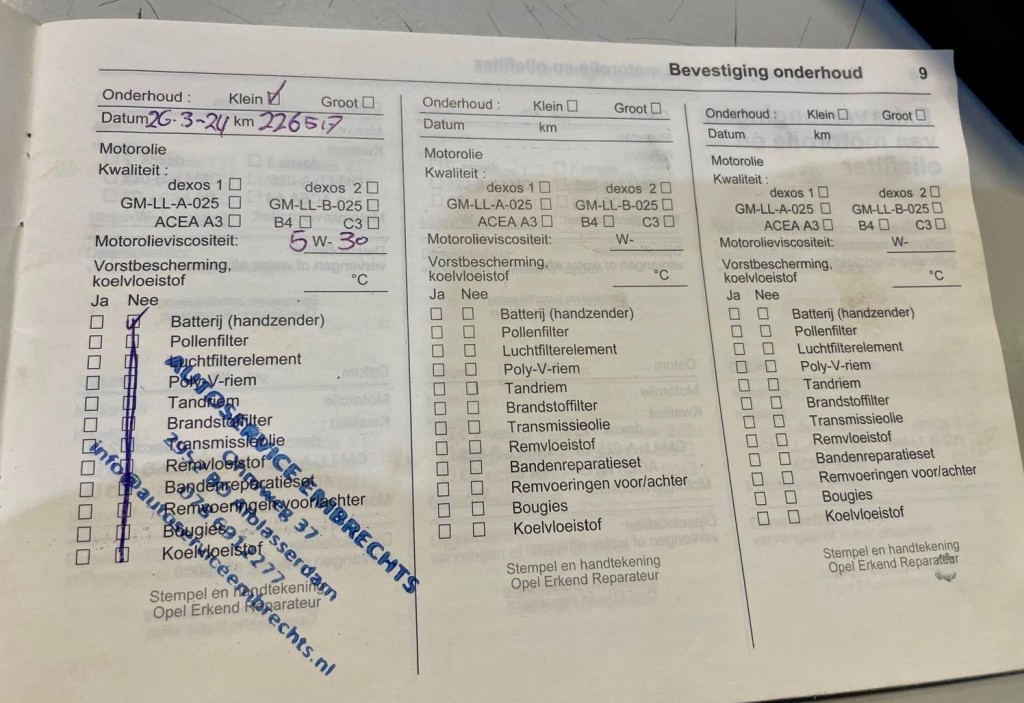 Bevestiging onderhoud 9
Onderhoud : Klein Groot
Datum 26-3-24 km 226517
Motorolie
Kwaliteit :
dexos 1 dexos 2
GM-LL-A-025 GM-LL-B-025
ACEA A3 B4 C3
Motorolieviscositeit: 5 W- 30
Vorstbescherming,
koelvloeistof °C
Ja Nee
Batterij (handzender)
Pollenfilter
Luchtfilterelement
Poly-V-riem
Tandriem
Brandstoffilter
Transmissieolie
Remvloeistof
Bandenreparatieset
Remvoeringen voor/achter
Bougies
Koelvloeistof
Stempel en handtekening
Opel Erkend Reparateur
AUTOSERVICE EMBRECHTS
37
Alblasserdam
info@autoserviceembrechts.nl
Onderhoud : Klein Groot
Datum km
Motorolie
Kwaliteit :
dexos 1 dexos 2
GM-LL-A-025 GM-LL-B-025
ACEA A3 B4 C3
Motorolieviscositeit: W-
Vorstbescherming,
koelvloeistof °C
Ja Nee
Batterij (handzender)
Pollenfilter
Luchtfilterelement
Poly-V-riem
Tandriem
Brandstoffilter
Transmissieolie
Remvloeistof
Bandenreparatieset
Remvoeringen voor/achter
Bougies
Koelvloeistof
Stempel en handtekening
Opel Erkend Reparateur
Onderhoud : Klein Groot
Datum km
Motorolie
Kwaliteit :
dexos 1 dexos 2
GM-LL-A-025 GM-LL-B-025
ACEA A3 B4 C3
Motorolieviscositeit: W-
Vorstbescherming,
koelvloeistof °C
Ja Nee
Batterij (handzender)
Pollenfilter
Luchtfilterelement
Poly-V-riem
Tandriem
Brandstoffilter
Transmissieolie
Remvloeistof
Bandenreparatieset
Remvoeringen voor/achter
Bougies
Koelvloeistof
Stempel en handtekening
Opel Erkend Reparateur